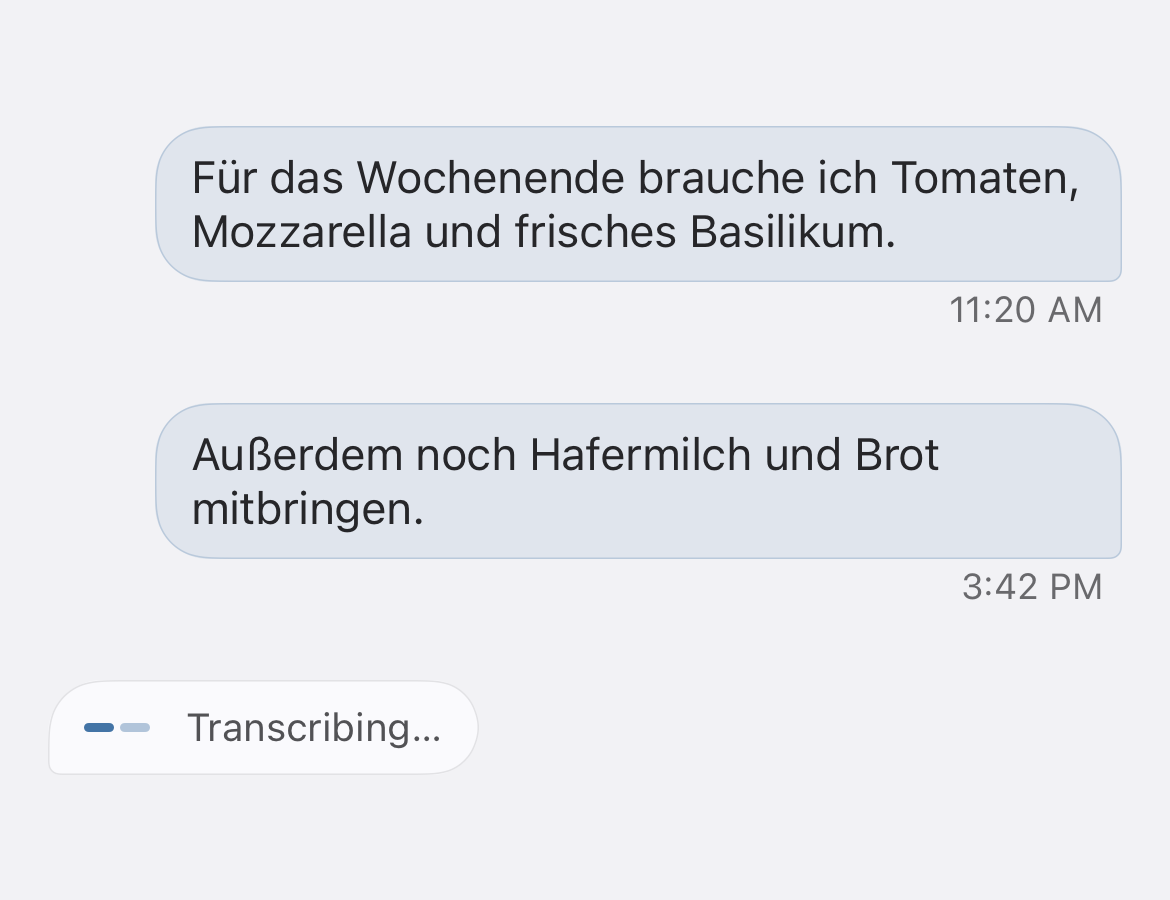 Für das Wochenende brauche ich Tomaten,
Mozzarella und frisches Basilikum.
11:20 AM
Außerdem noch Hafermilch und Brot
mitbringen.
3:42 PM
Transcribing...